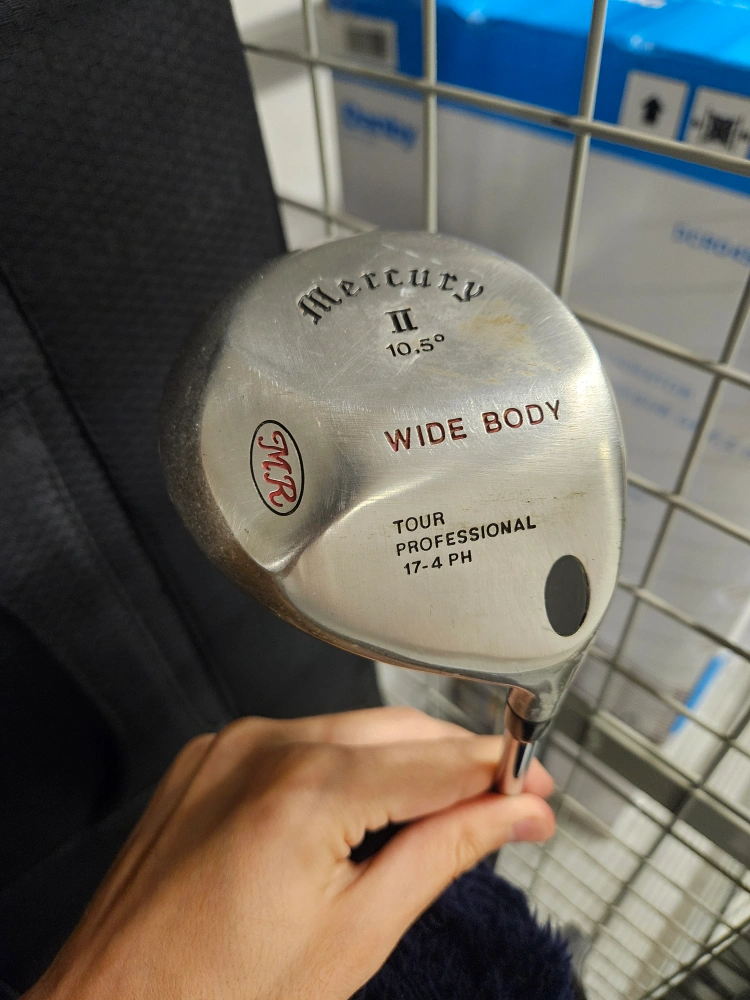 Mercury
II
10.5°
WIDE BODY
MR
TOUR
PROFESSIONAL
17-4 PH